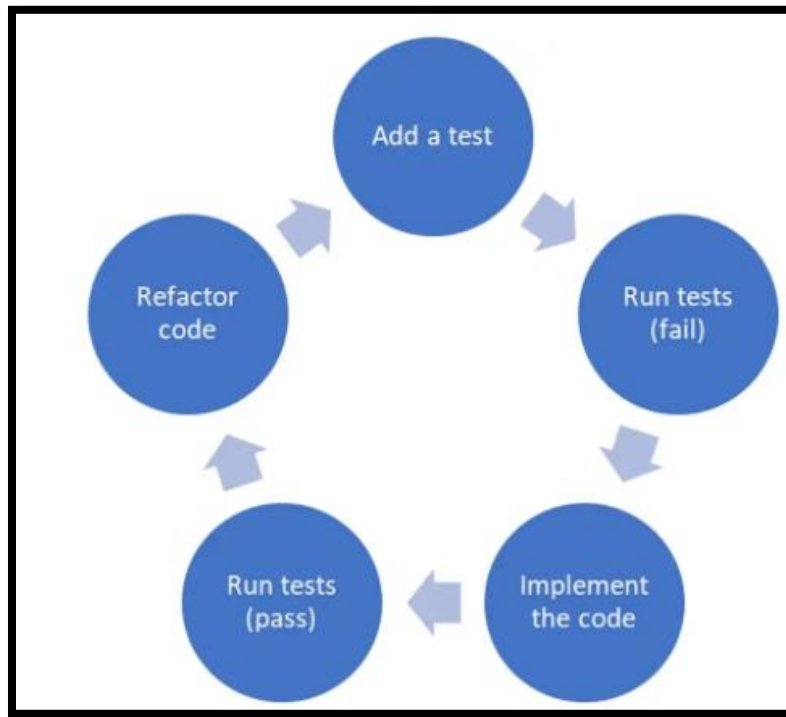 Add a test
Run tests
(fail)
Implement
the code
Run tests
(pass)
Refactor
code